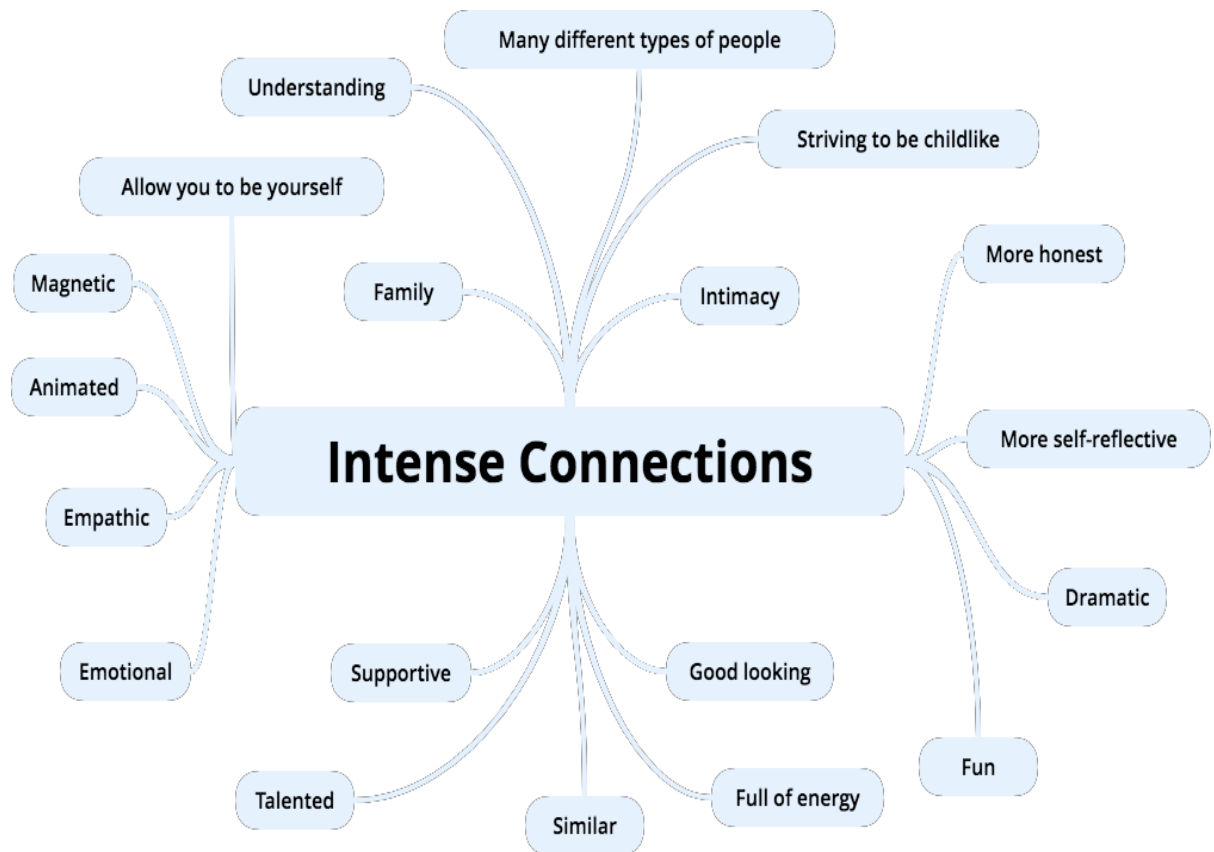 Many different types of people
Understanding
Striving to be childlike
Allow you to be yourself
More honest
Magnetic
Family
Intimacy
Animated
More self-reflective
Intense Connections
Empathic
Dramatic
Emotional
Supportive
Good looking
Fun
Talented
Full of energy
Similar